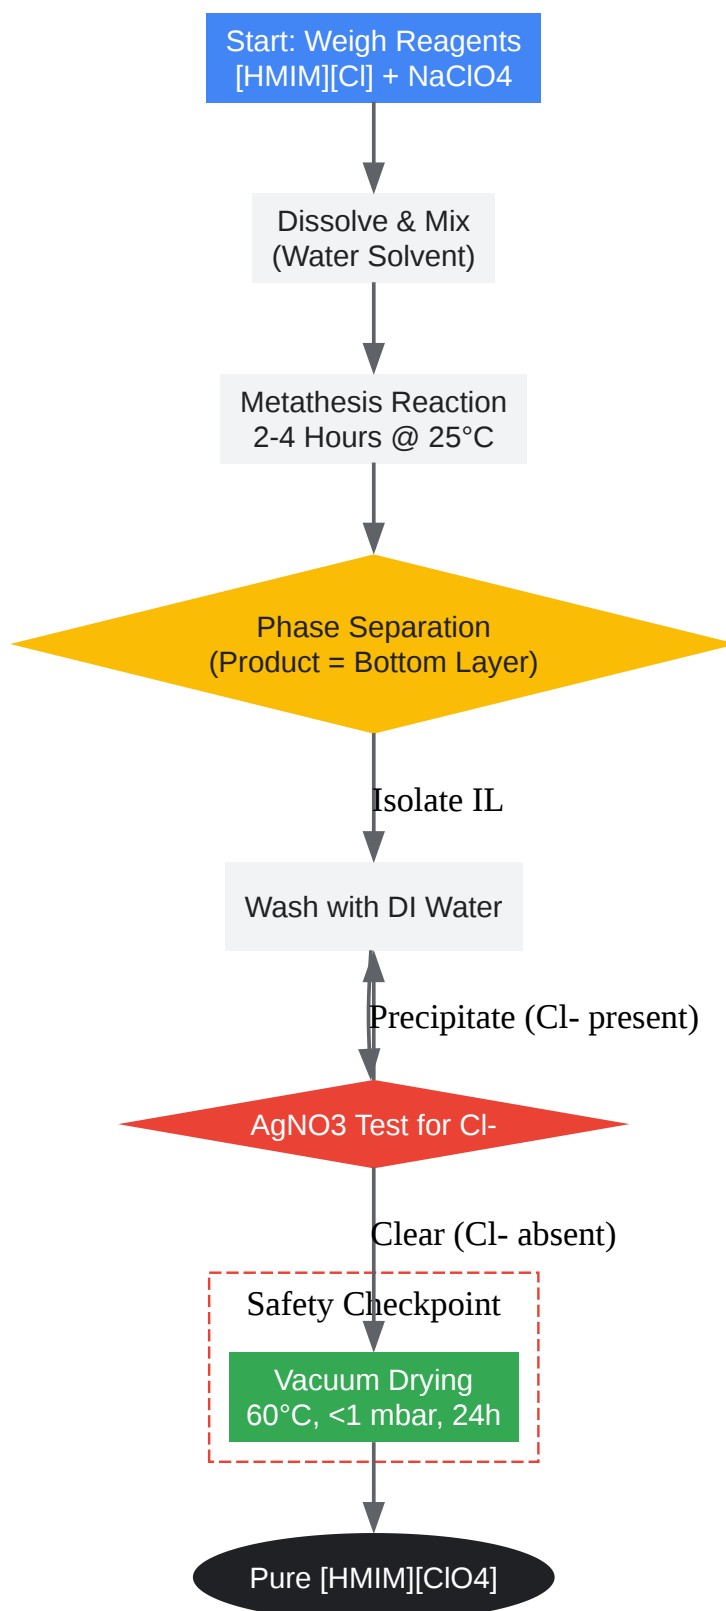 Start: Weigh Reagents
[HMIM][Cl] + NaClO4
Dissolve & Mix
(Water Solvent)
Metathesis Reaction
2-4 Hours @ 25°C
Phase Separation
(Product = Bottom Layer)
Isolate IL
Wash with DI Water
Precipitate (Cl- present)
AgNO3 Test for Cl-
Clear (Cl- absent)
Safety Checkpoint
Vacuum Drying
60°C, <1 mbar, 24h
Pure [HMIM][ClO4]